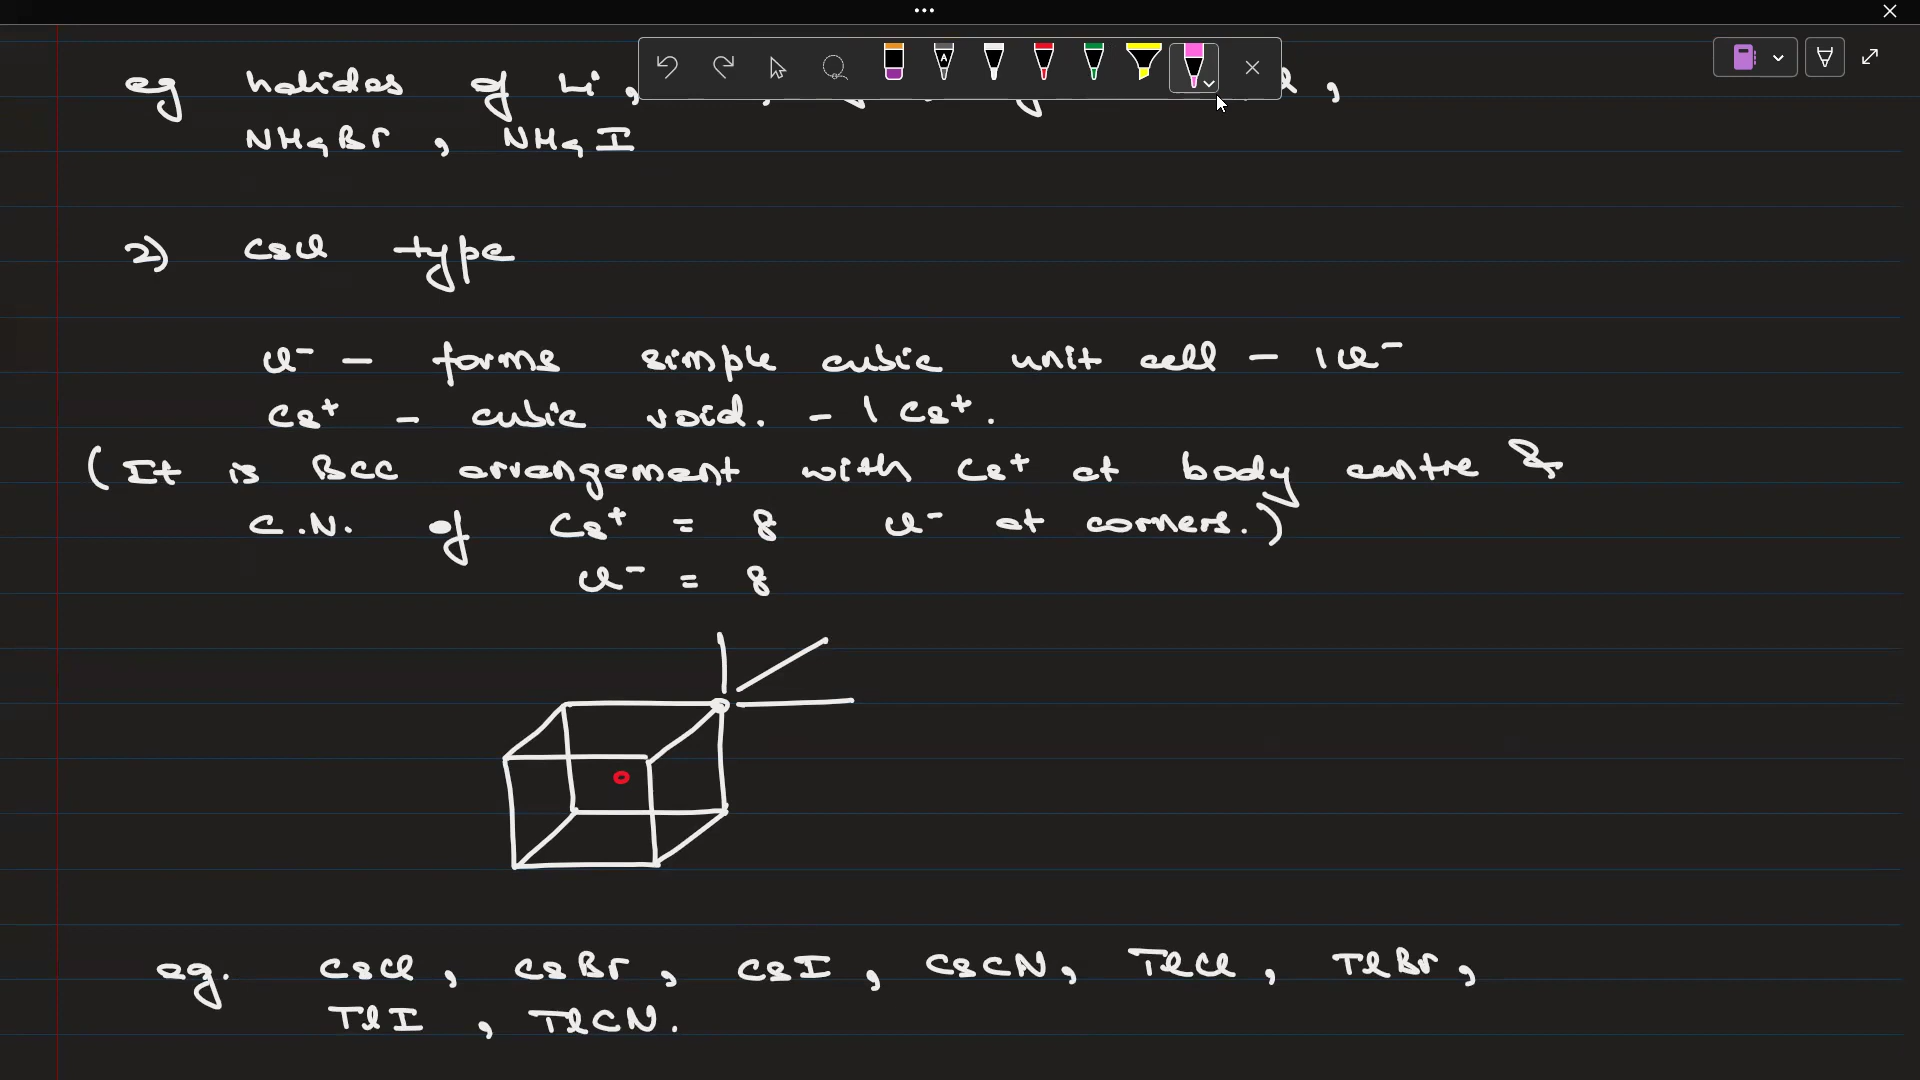 eg halides of Li, ,
NH4Br , NH4I
2) CsCl type
Cl⁻ – forms simple cubic unit cell – 1Cl⁻
Cs⁺ – cubic void. – 1 Cs⁺.
(It is BCC arrangement with Cs⁺ at body centre &
C.N. of Cs⁺ = 8 Cl⁻ at corners.)
Cl⁻ = 8
eg. CsCl , CsBr , CsI , CsCN, TlCl , TlBr ,
TlI , TlCN.